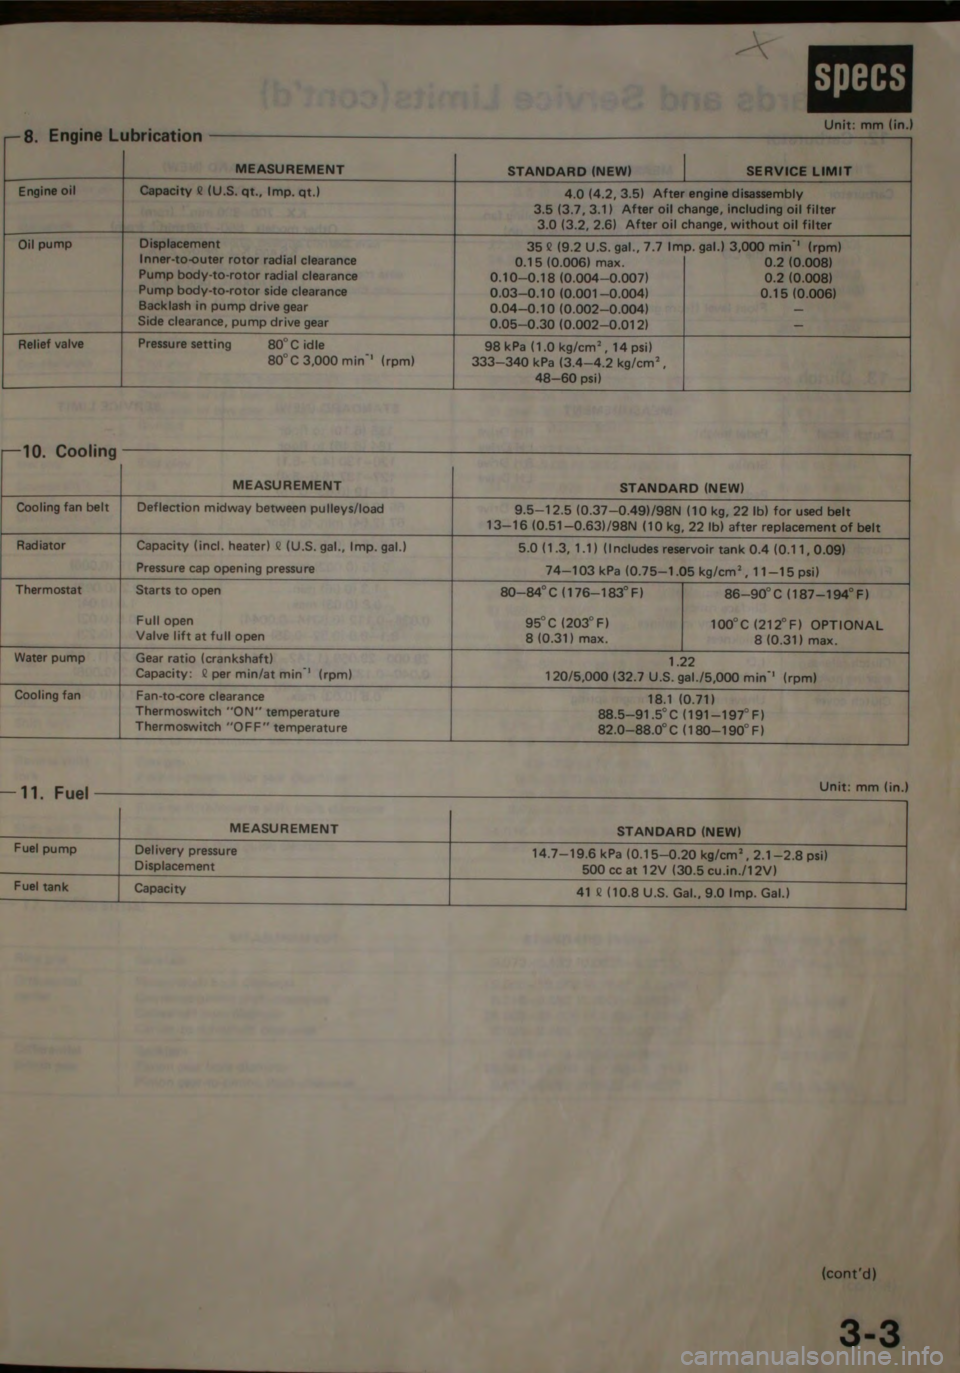 specs
Unit: mm (in.)
8. Engine Lubrication
MEASUREMENT STANDARD (NEW) SERVICE LIMIT
Engine oil Capacity ℓ (U.S. qt., Imp. qt.) 4.0 (4.2, 3.5) After engine disassembly
3.5 (3.7, 3.1) After oil change, including oil filter
3.0 (3.2, 2.6) After oil change, without oil filter
Oil pump Displacement 35 ℓ (9.2 U.S. gal., 7.7 Imp. gal.) 3,000 min⁻¹ (rpm)
Inner-to-outer rotor radial clearance 0.15 (0.006) max. 0.2 (0.008)
Pump body-to-rotor radial clearance 0.10–0.18 (0.004–0.007) 0.2 (0.008)
Pump body-to-rotor side clearance 0.03–0.10 (0.001–0.004) 0.15 (0.006)
Backlash in pump drive gear 0.04–0.10 (0.002–0.004) –
Side clearance, pump drive gear 0.05–0.30 (0.002–0.012) –
Relief valve Pressure setting 80°C idle 98 kPa (1.0 kg/cm², 14 psi)
80°C 3,000 min⁻¹ (rpm) 333–340 kPa (3.4–4.2 kg/cm²,
48–60 psi)
10. Cooling
MEASUREMENT STANDARD (NEW)
Cooling fan belt Deflection midway between pulleys/load 9.5–12.5 (0.37–0.49)/98N (10 kg, 22 lb) for used belt
13–16 (0.51–0.63)/98N (10 kg, 22 lb) after replacement of belt
Radiator Capacity (incl. heater) ℓ (U.S. gal., Imp. gal.) 5.0 (1.3, 1.1) (Includes reservoir tank 0.4 (0.11, 0.09)
Pressure cap opening pressure 74–103 kPa (0.75–1.05 kg/cm², 11–15 psi)
Thermostat Starts to open 80–84°C (176–183°F) 86–90°C (187–194°F)
Full open 95°C (203°F) 100°C (212°F) OPTIONAL
Valve lift at full open 8 (0.31) max. 8 (0.31) max.
Water pump Gear ratio (crankshaft) 1.22
Capacity: ℓ per min/at min⁻¹ (rpm) 120/5,000 (32.7 U.S. gal./5,000 min⁻¹ (rpm)
Cooling fan Fan-to-core clearance 18.1 (0.71)
Thermoswitch "ON" temperature 88.5–91.5°C (191–197°F)
Thermoswitch "OFF" temperature 82.0–88.0°C (180–190°F)
11. Fuel
Unit: mm (in.)
MEASUREMENT STANDARD (NEW)
Fuel pump Delivery pressure 14.7–19.6 kPa (0.15–0.20 kg/cm², 2.1–2.8 psi)
Displacement 500 cc at 12V (30.5 cu.in./12V)
Fuel tank Capacity 41 ℓ (10.8 U.S. Gal., 9.0 Imp. Gal.)
(cont'd)
3-3
carmanualsonline.info